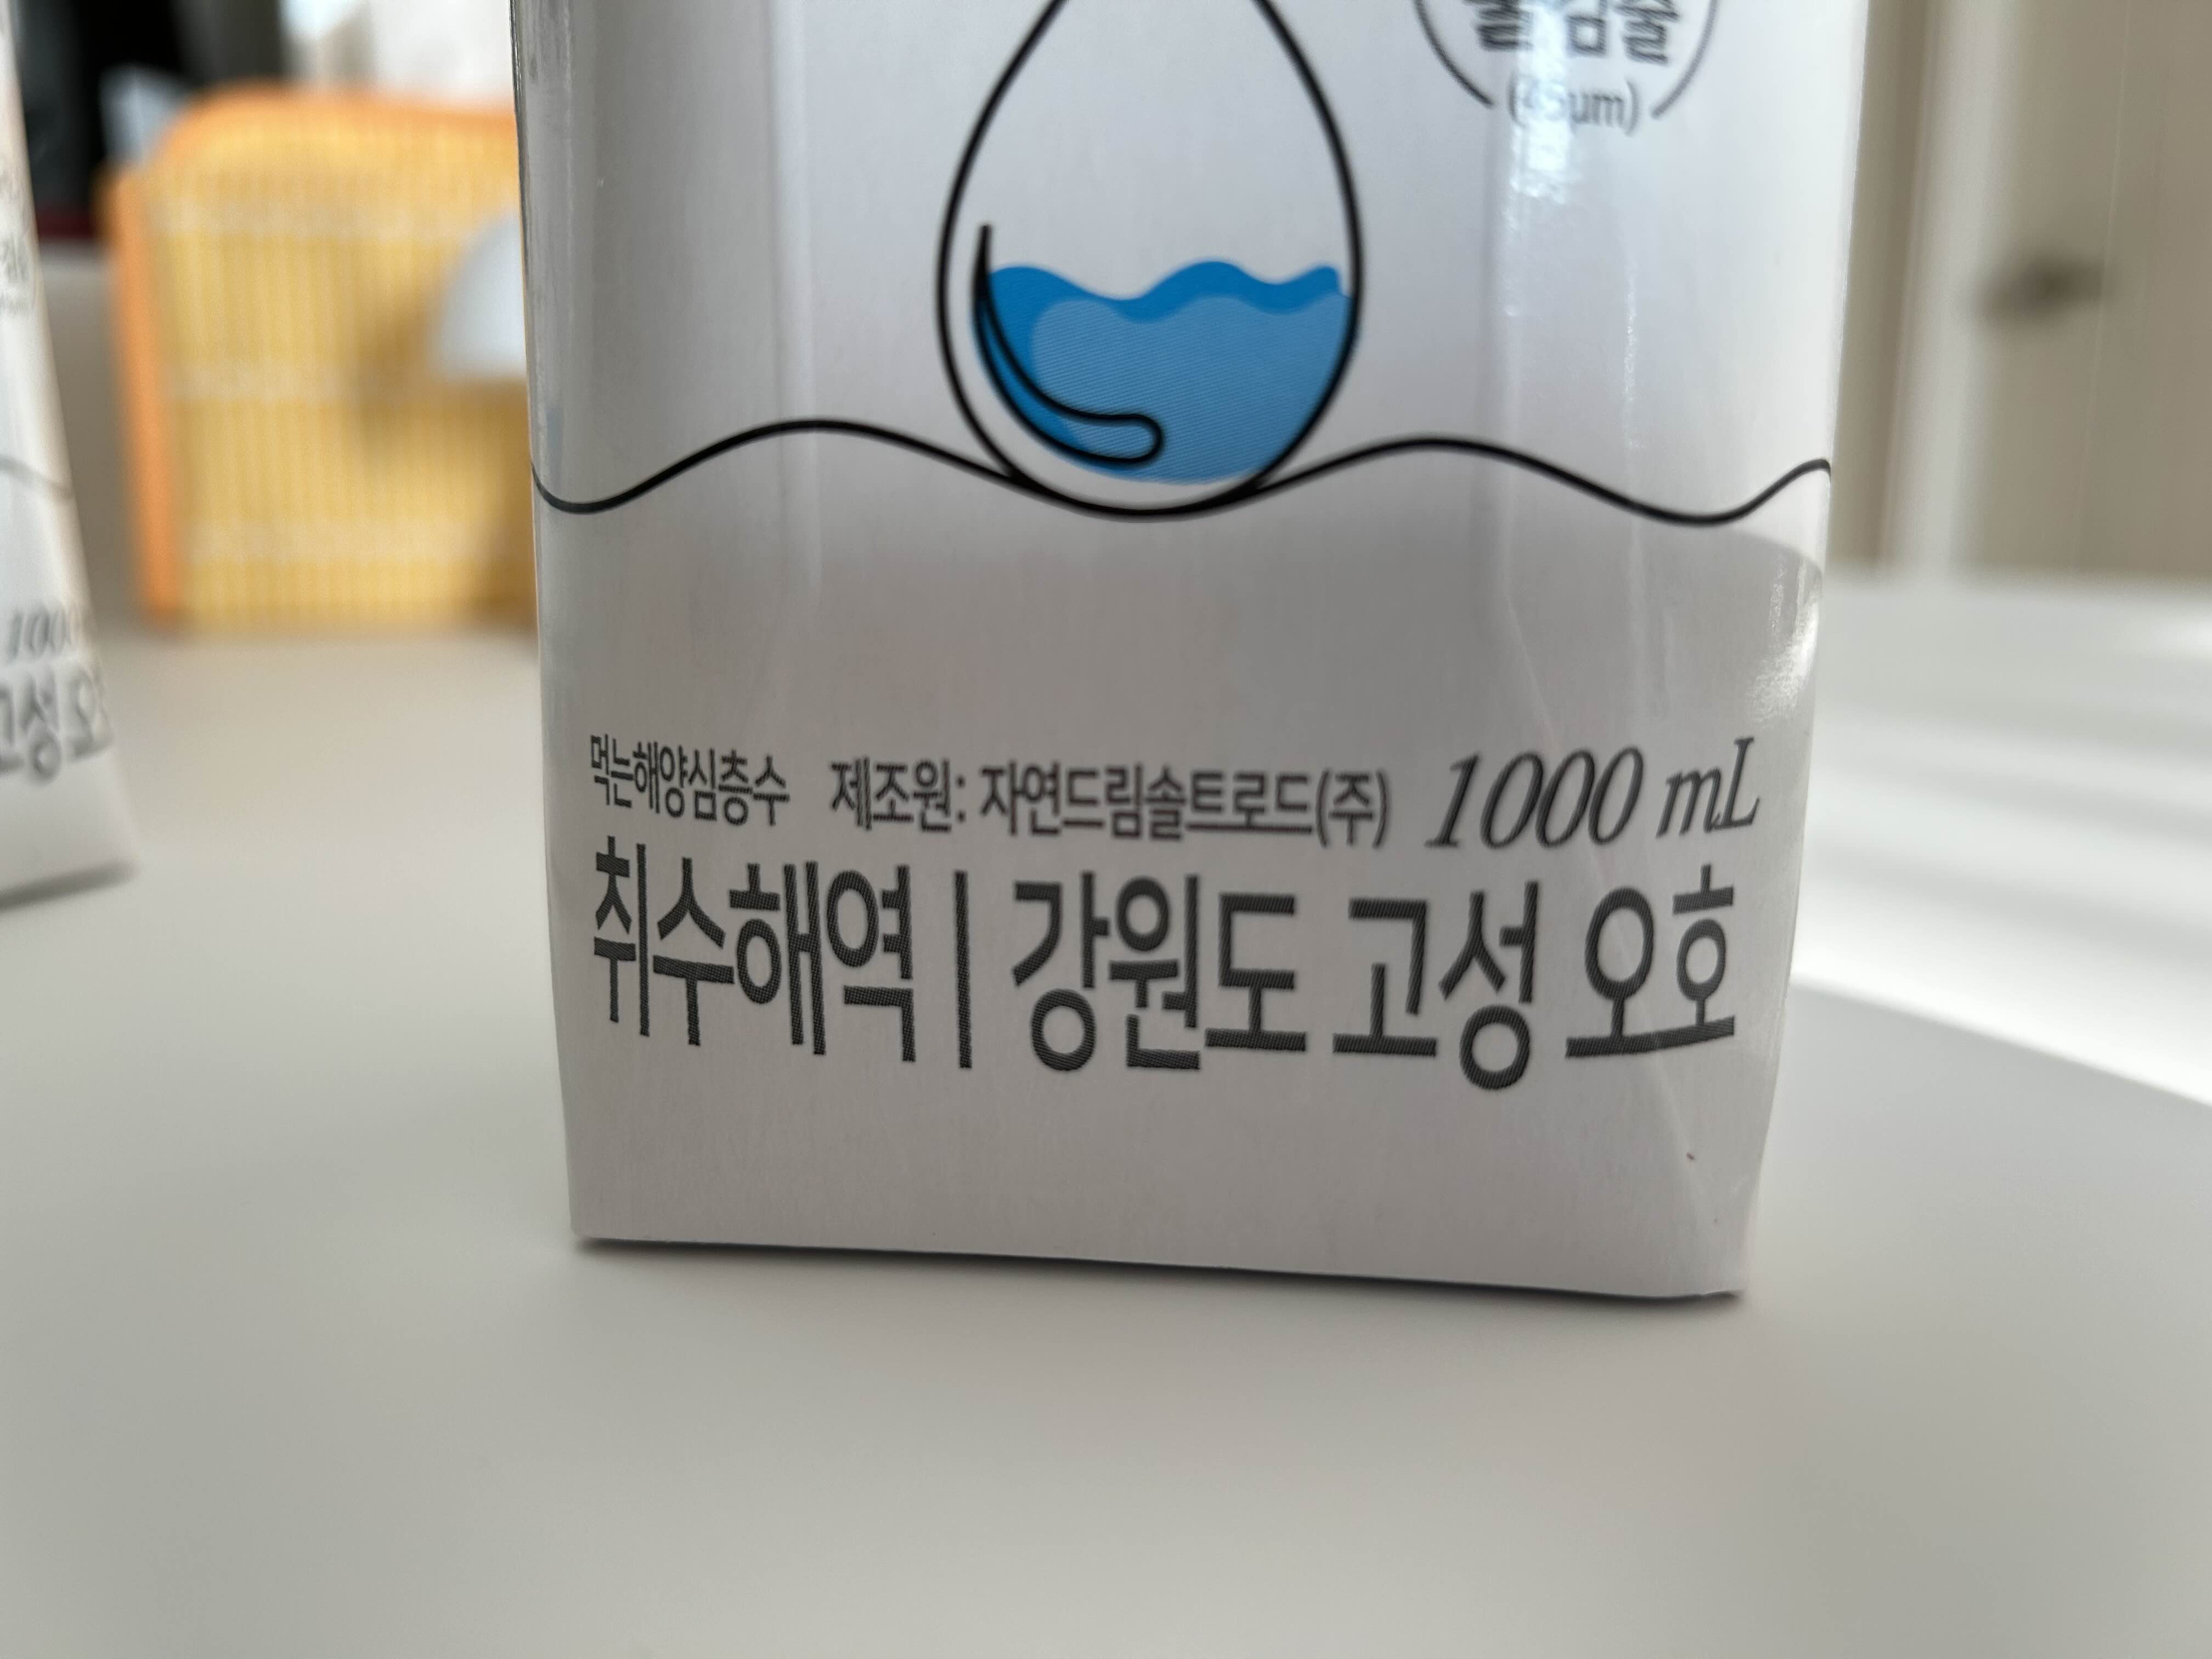 먹는해양심층수 제조원: 자연드림솔트로드(주) 1000 mL
취수해역 | 강원도 고성 오호